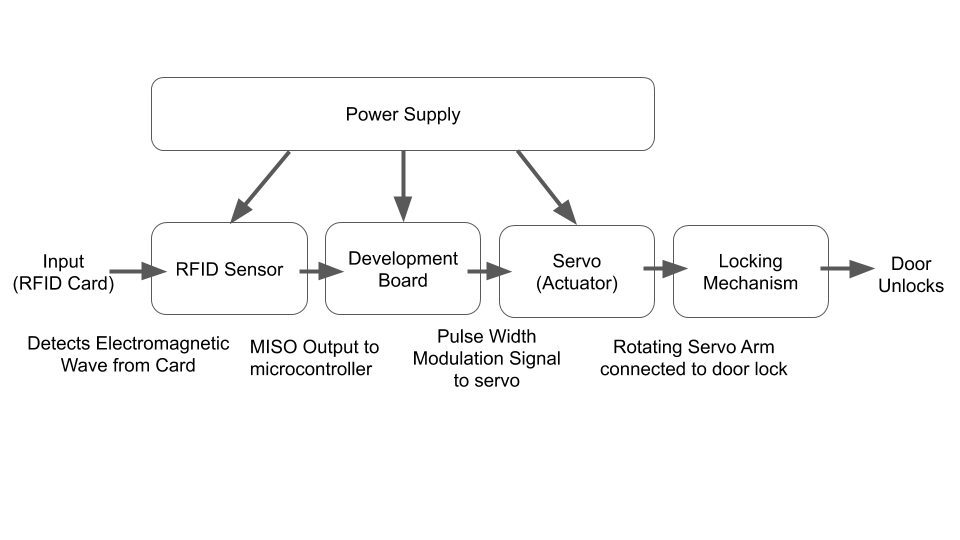 Power Supply
Input
(RFID Card)
RFID Sensor
Development
Board
Servo
(Actuator)
Locking
Mechanism
Door
Unlocks
Detects Electromagnetic
Wave from Card
MISO Output to
microcontroller
Pulse Width
Modulation Signal
to servo
Rotating Servo Arm
connected to door lock